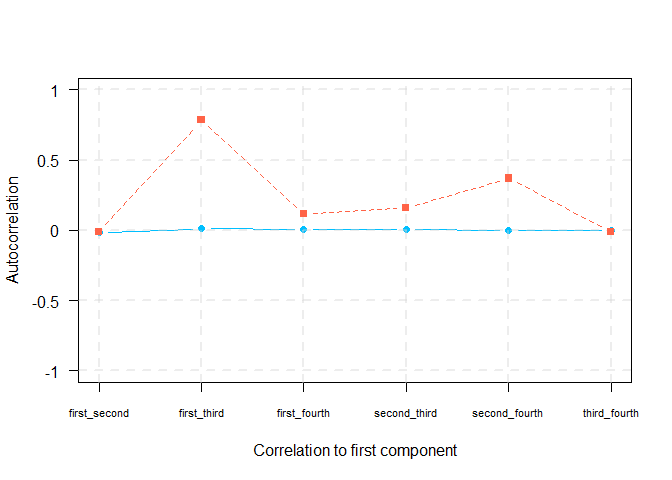 1
0.5
0
-0.5
-1
Autocorrelation
first_second first_third first_fourth second_third second_fourth third_fourth
Correlation to first component